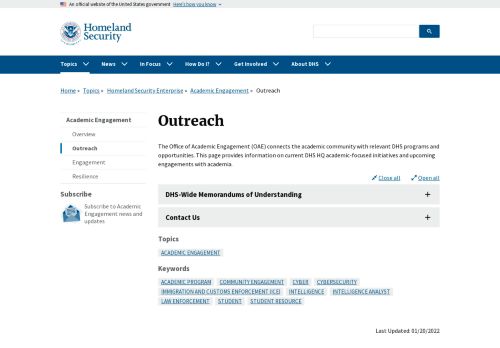 An official website of the United States government Here's how you know
Homeland
Security
Topics News In Focus How Do I? Get Involved About DHS
Home » Topics » Homeland Security Enterprise » Academic Engagement » Outreach
Academic Engagement
Overview
Outreach
Engagement
Resilience
Subscribe
Subscribe to Academic
Engagement news and
updates
Outreach
The Office of Academic Engagement (OAE) connects the academic community with relevant DHS programs and
opportunities. This page provides information on current DHS HQ academic-focused initiatives and upcoming
engagements with academia.
Close all Open all
DHS-Wide Memorandums of Understanding +
Contact Us +
Topics
ACADEMIC ENGAGEMENT
Keywords
ACADEMIC PROGRAM COMMUNITY ENGAGEMENT CYBER CYBERSECURITY
IMMIGRATION AND CUSTOMS ENFORCEMENT (ICE) INTELLIGENCE INTELLIGENCE ANALYST
LAW ENFORCEMENT STUDENT STUDENT RESOURCE
Last Updated: 01/20/2022